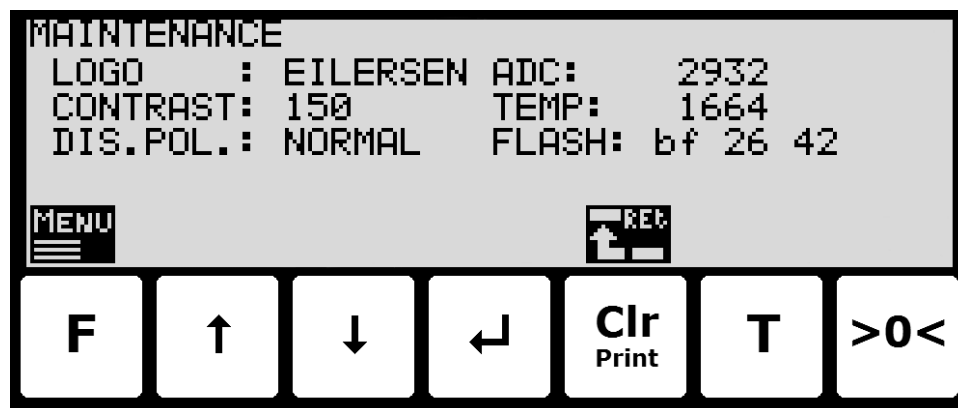 MAINTENANCE
LOGO : EILERSEN ADC: 2932
CONTRAST: 150 TEMP: 1664
DIS.POL.: NORMAL FLASH: bf 26 42
MENU RET
F ↑ ↓ ↵ Clr T >0<
Print